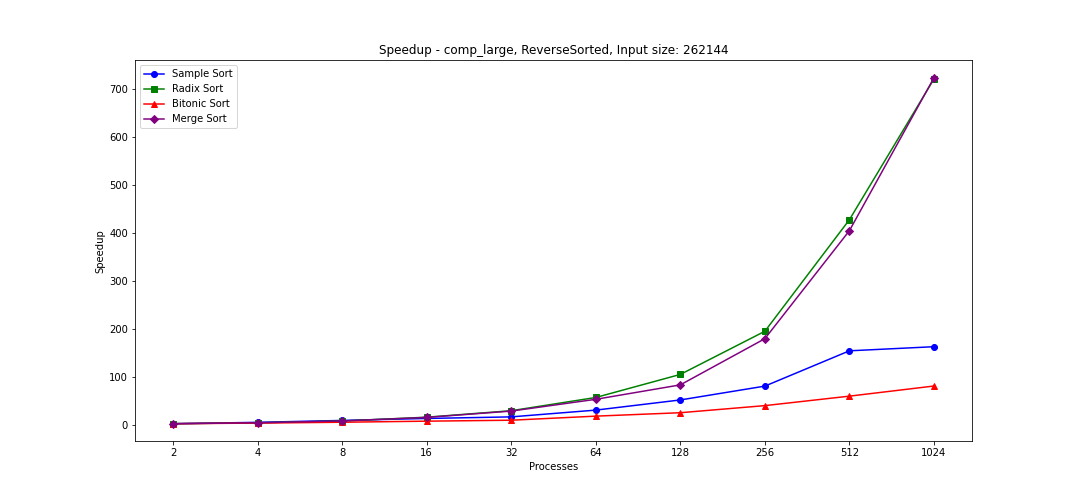 Speedup - comp_large, ReverseSorted, Input size: 262144
Sample Sort
Radix Sort
Bitonic Sort
Merge Sort
Speedup
700
600
500
400
300
200
100
0
2 4 8 16 32 64 128 256 512 1024
Processes